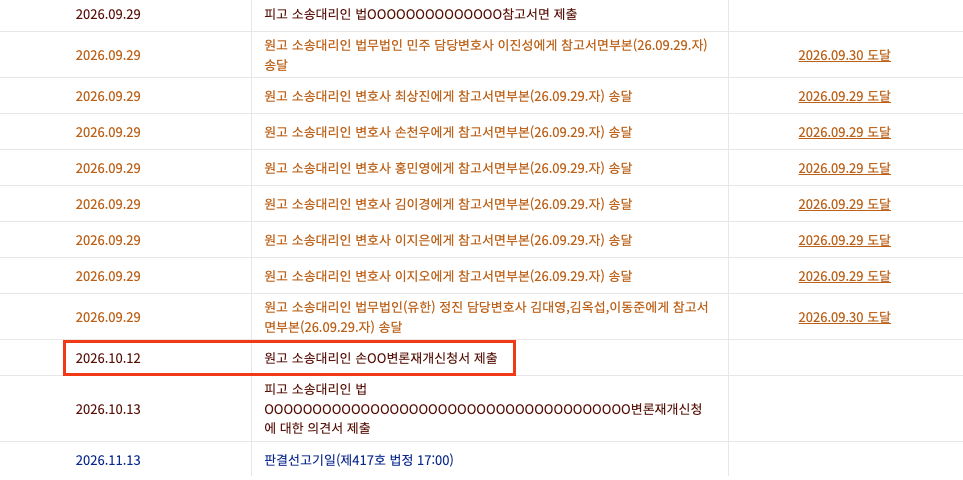 2026.09.29 피고 소송대리인 법OOOOOOOOOOOOOO참고서면 제출
2026.09.29 원고 소송대리인 법무법인 민주 담당변호사 이진성에게 참고서면부본(26.09.29.자)
송달 2026.09.30 도달
2026.09.29 원고 소송대리인 변호사 최상진에게 참고서면부본(26.09.29.자) 송달 2026.09.29 도달
2026.09.29 원고 소송대리인 변호사 손천우에게 참고서면부본(26.09.29.자) 송달 2026.09.29 도달
2026.09.29 원고 소송대리인 변호사 홍민영에게 참고서면부본(26.09.29.자) 송달 2026.09.29 도달
2026.09.29 원고 소송대리인 변호사 김이경에게 참고서면부본(26.09.29.자) 송달 2026.09.29 도달
2026.09.29 원고 소송대리인 변호사 이지은에게 참고서면부본(26.09.29.자) 송달 2026.09.29 도달
2026.09.29 원고 소송대리인 변호사 이지오에게 참고서면부본(26.09.29.자) 송달 2026.09.29 도달
2026.09.29 원고 소송대리인 법무법인(유한) 정진 담당변호사 김대영,김옥섭,이동준에게 참고서
면부본(26.09.29.자) 송달 2026.09.30 도달
2026.10.12 원고 소송대리인 손OO변론재개신청서 제출
2026.10.13 피고 소송대리인 법
OOOOOOOOOOOOOOOOOOOOOOOOOOOOOOOOOOOOOO변론재개신청
에 대한 의견서 제출
2026.11.13 판결선고기일(제417호 법정 17:00)